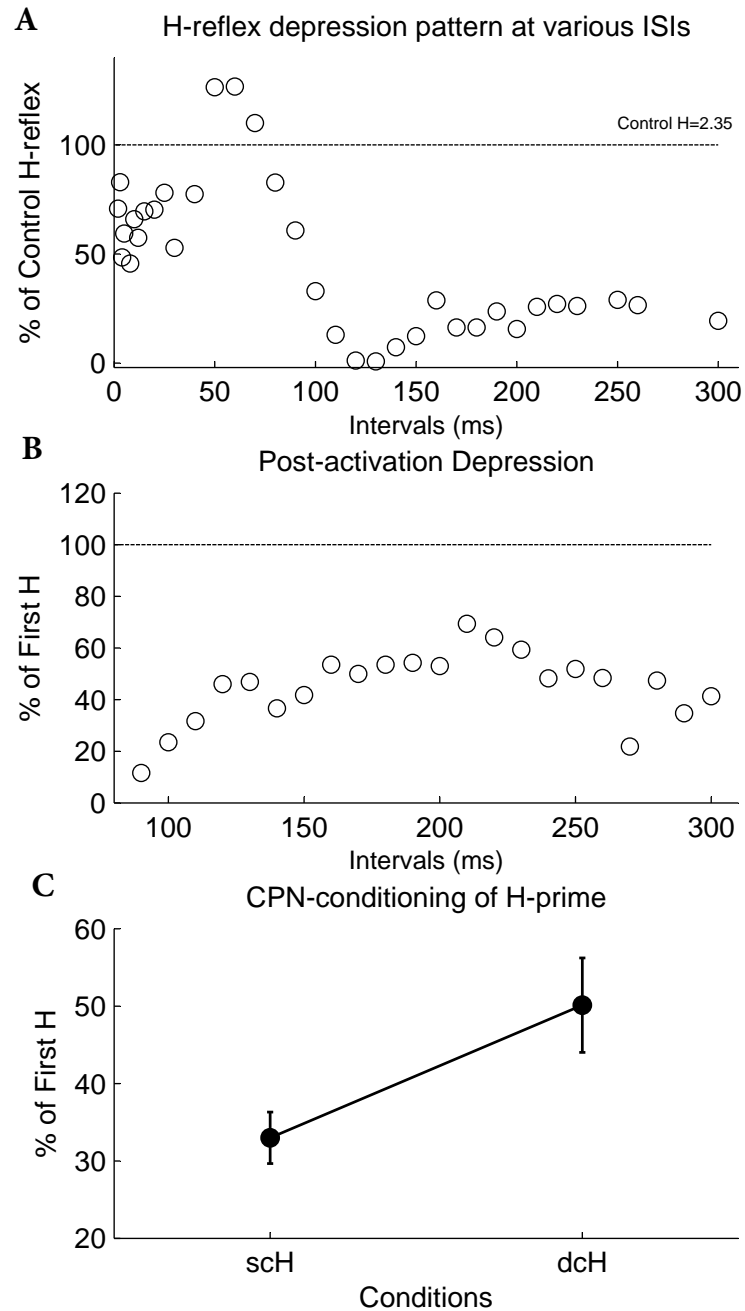 A
H-reflex depression pattern at various ISIs
% of Control H-reflex
Control H=2.35
100
50
0
0 50 100 150 200 250 300
Intervals (ms)
B
Post-activation Depression
% of First H
120
100
80
60
40
20
0
100 150 200 250 300
Intervals (ms)
C
CPN-conditioning of H-prime
% of First H
60
50
40
30
20
scH dcH
Conditions